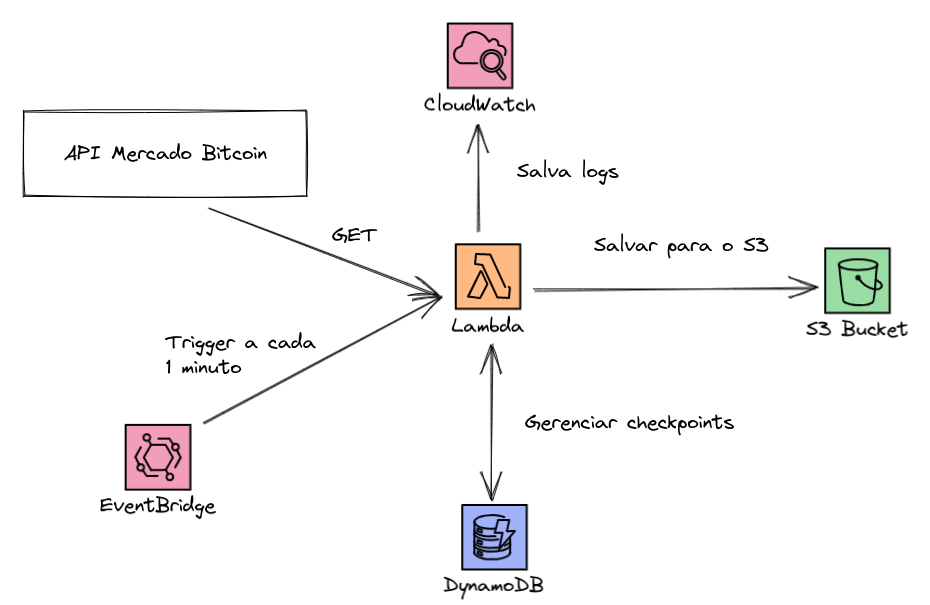 CloudWatch
API Mercado Bitcoin
Salva logs
GET
Salvar para o S3
Lambda
S3 Bucket
Trigger a cada
1 minuto
Gerenciar checkpoints
EventBridge
DynamoDB